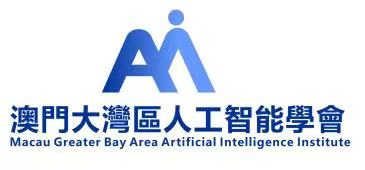 澳門大灣區人工智能學會
Macau Greater Bay Area Artificial Intelligence Institute